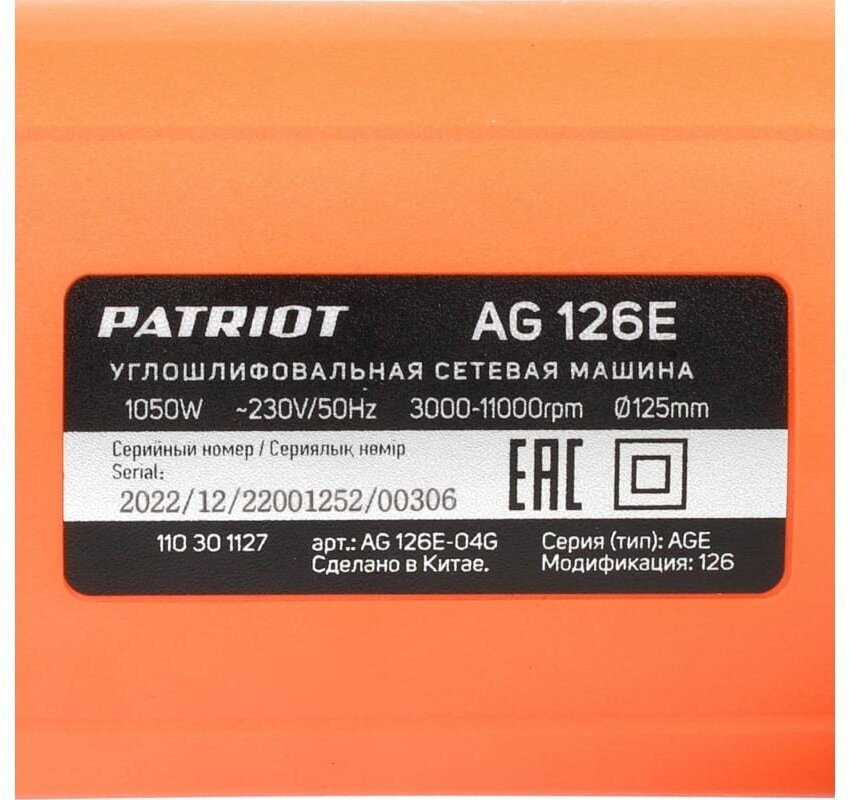 PATRIOT AG 126E
УГЛОШЛИФОВАЛЬНАЯ СЕТЕВАЯ МАШИНА
1050W ~230V/50Hz 3000-11000rpm Ø125mm
Серийный номер / Сериялық нөмір
Serial:
2022/12/22001252/00306
EAC
110 30 1127 арт.: AG 126E-04G Серия (тип): AGE
Сделано в Китае. Модификация: 126